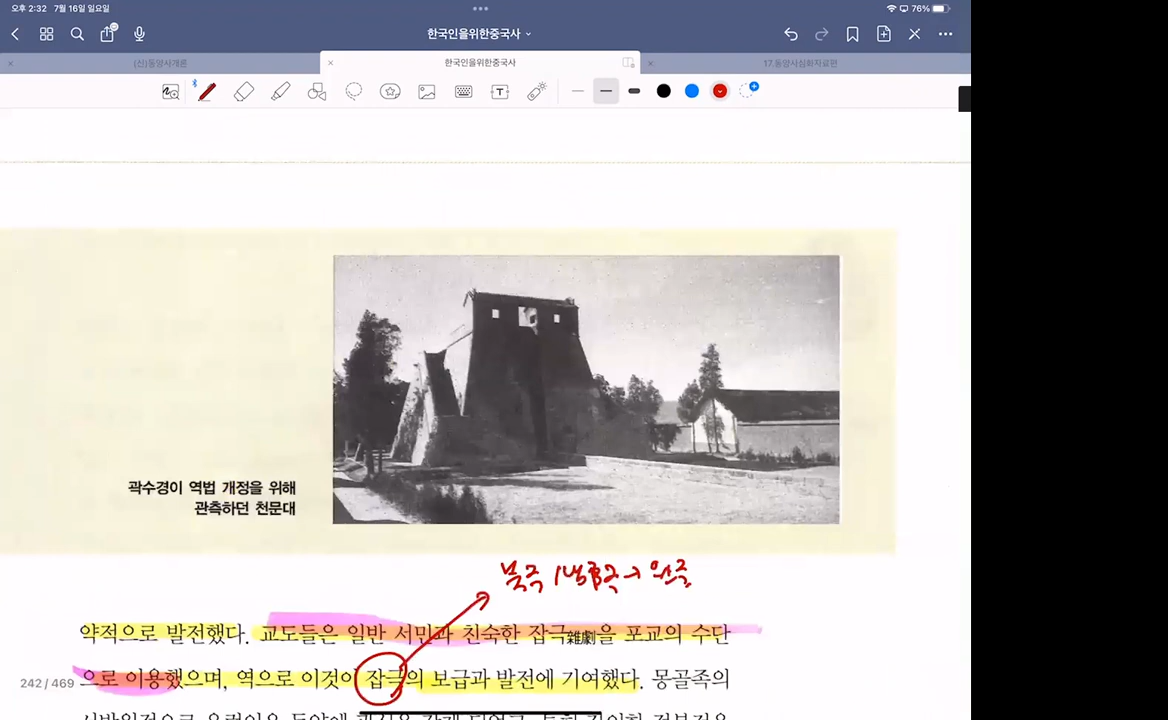 오후 2:32 7월 16일 일요일
76%
한국인을위한중국사
(신)동양사개론
한국인을위한중국사
17.동양사심화자료편
곽수경이 역법 개정을 위해
관측하던 천문대
북극 / 남극 → 원극
약적으로 발전했다. 교도들은 일반 서민과 친숙한 잡극雜劇을 포교의 수단
242 / 469
으로 이용했으며, 역으로 이것이 잡극의 보급과 발전에 기여했다. 몽골족의